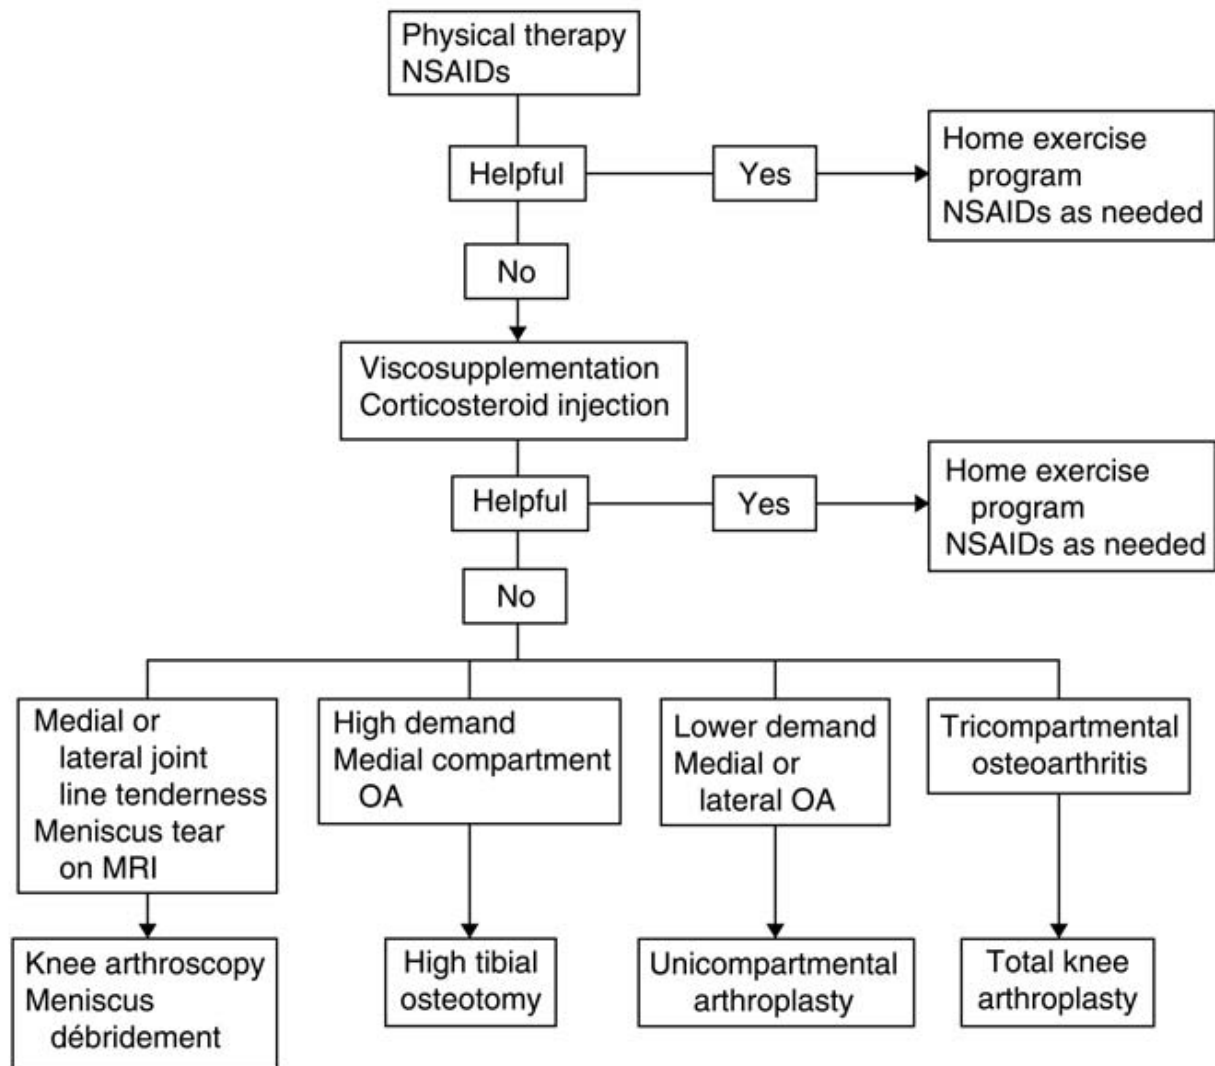 Physical therapy
NSAIDs
Helpful
Yes
Home exercise
program
NSAIDs as needed
No
Viscosupplementation
Corticosteroid injection
Helpful
Yes
Home exercise
program
NSAIDs as needed
No
Medial or
lateral joint
line tenderness
Meniscus tear
on MRI
High demand
Medial compartment
OA
Lower demand
Medial or
lateral OA
Tricompartmental
osteoarthritis
Knee arthroscopy
Meniscus
débridement
High tibial
osteotomy
Unicompartmental
arthroplasty
Total knee
arthroplasty